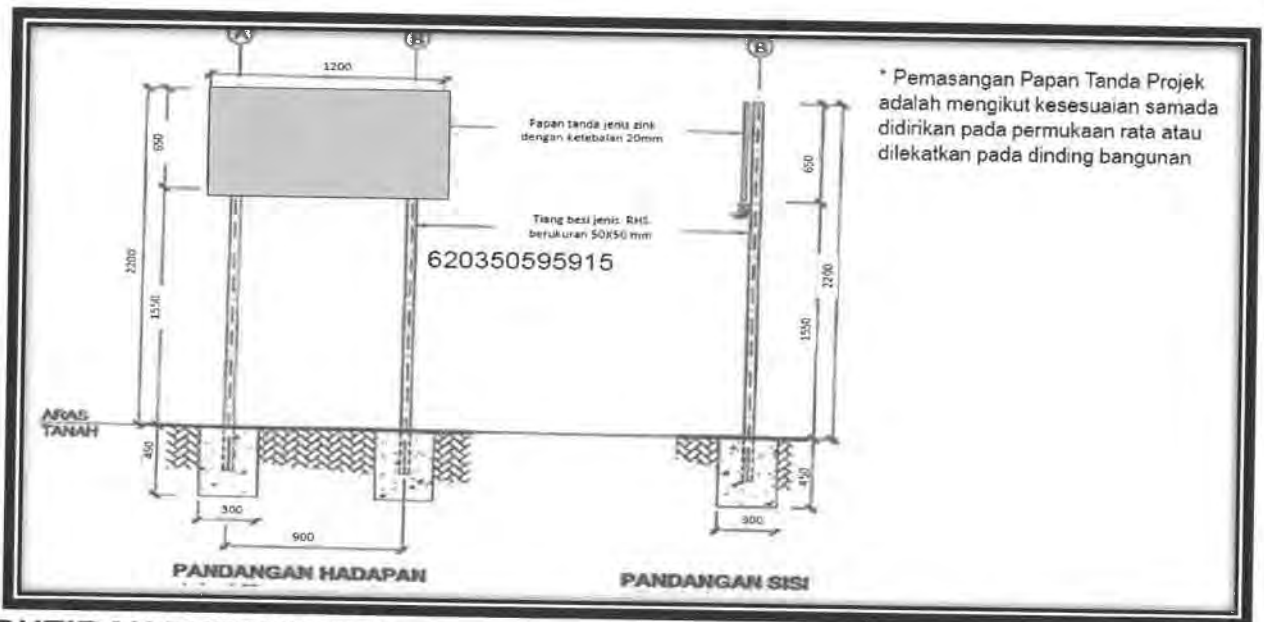 A
B
B
1200
* Pemasangan Papan Tanda Projek
adalah mengikut kesesuaian samada
didirikan pada permukaan rata atau
dilekatkan pada dinding bangunan
Papan tanda jenis zink
dengan ketebalan 20mm
650
650
Tiang besi jenis RHS
berukuran 50X50 mm
620350595915
2200
1550
2200
1550
ARAS
TANAH
450
450
300
900
300
PANDANGAN HADAPAN
PANDANGAN SISI